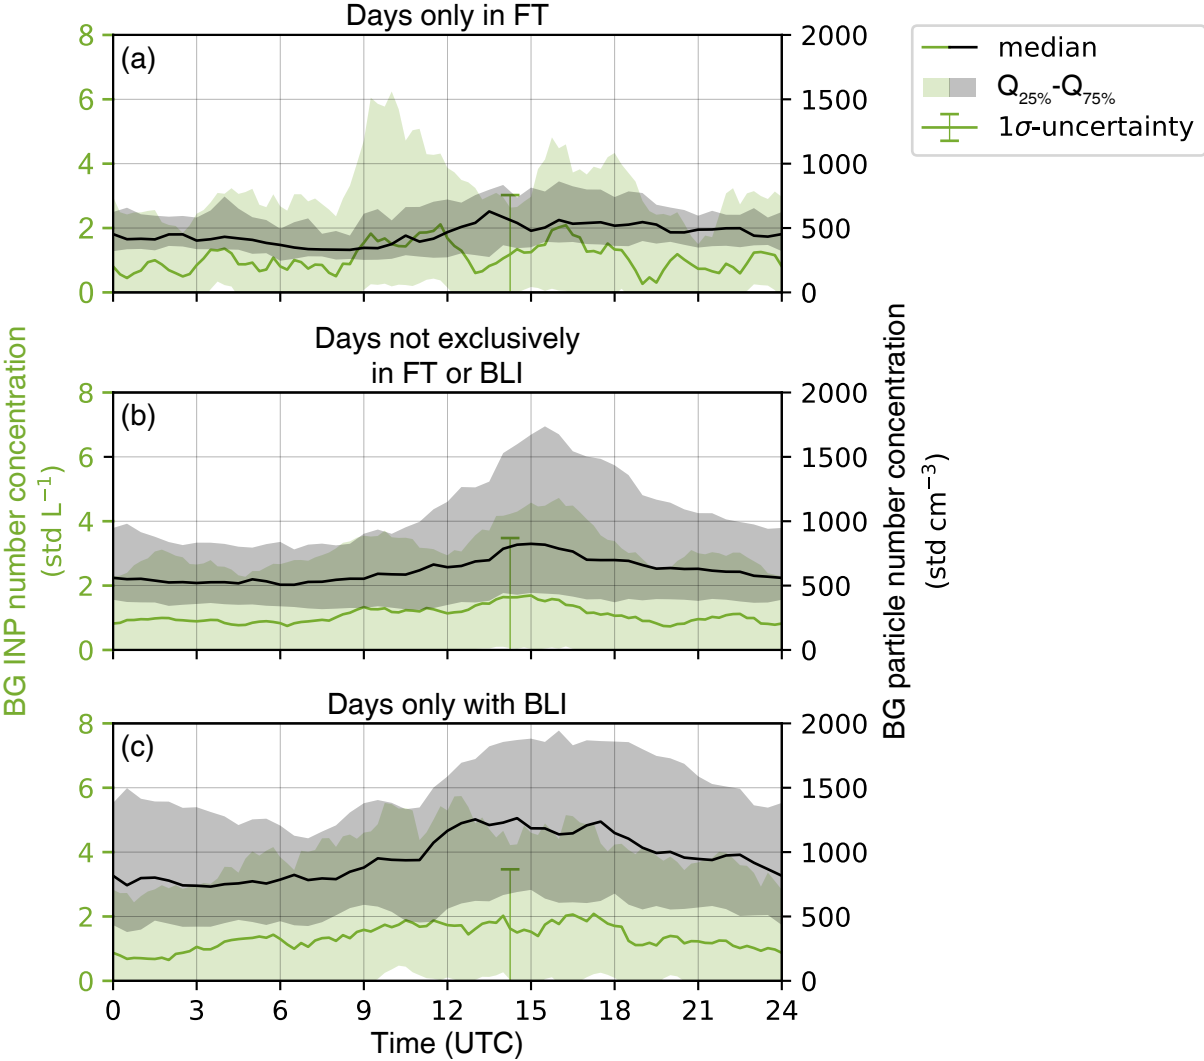 Days only in FT
(a)
8
6
4
2
0
2000
1500
1000
500
0
median
Q25%-Q75%
1σ-uncertainty
Days not exclusively
in FT or BLI
(b)
8
6
4
2
0
2000
1500
1000
500
0
Days only with BLI
(c)
8
6
4
2
0
2000
1500
1000
500
0
0 3 6 9 12 15 18 21 24
Time (UTC)
BG INP number concentration
(std L⁻¹)
BG particle number concentration
(std cm⁻³)